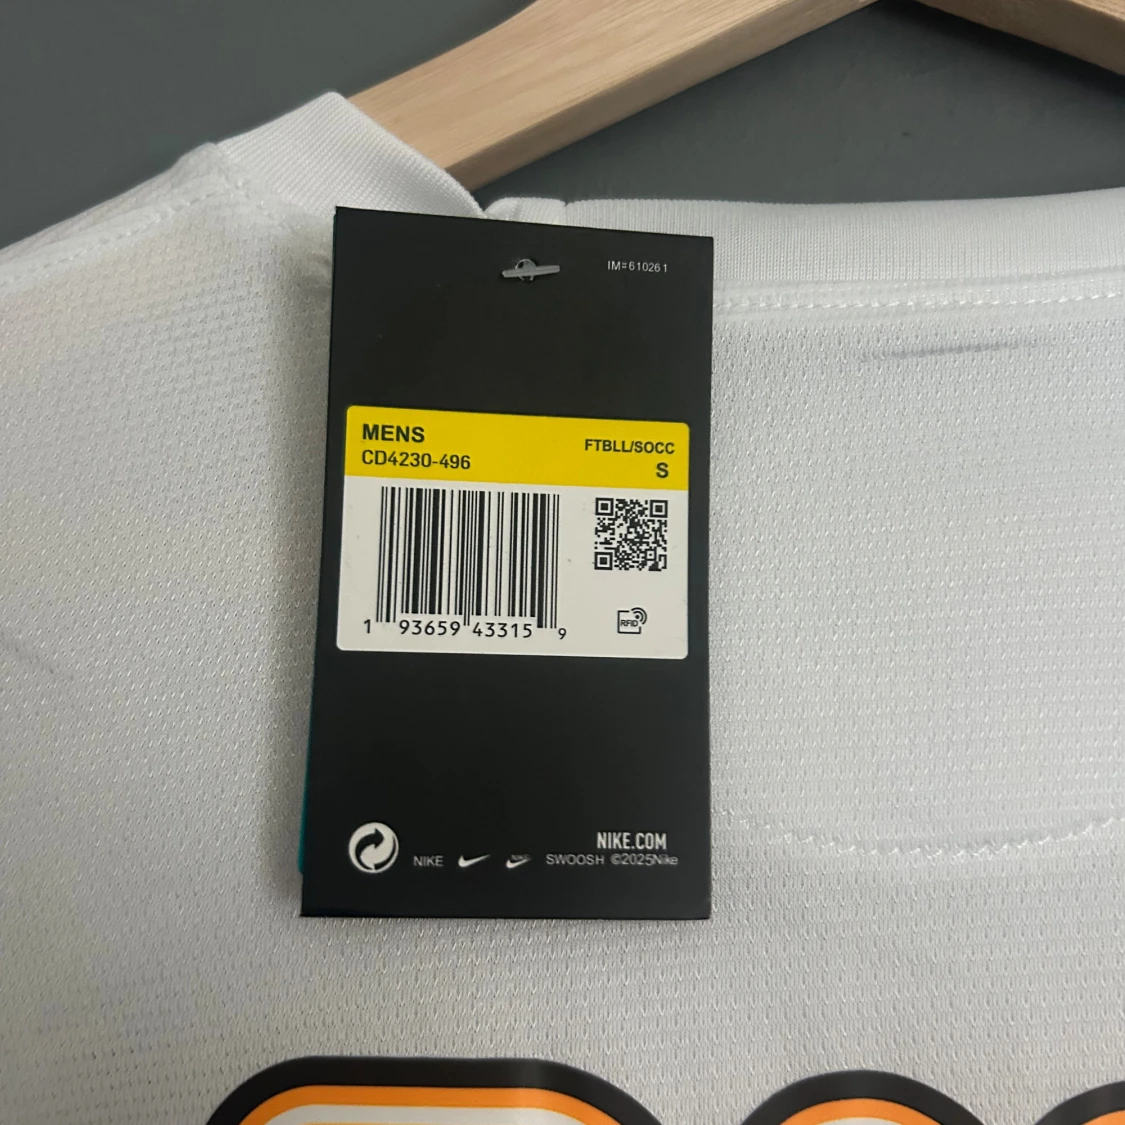 IM#610261
MENS
FTBLL/SOCC
CD4230-496
S
1 93659 43315 9
RFID
NIKE.COM
NIKE SWOOSH ©2025Nike